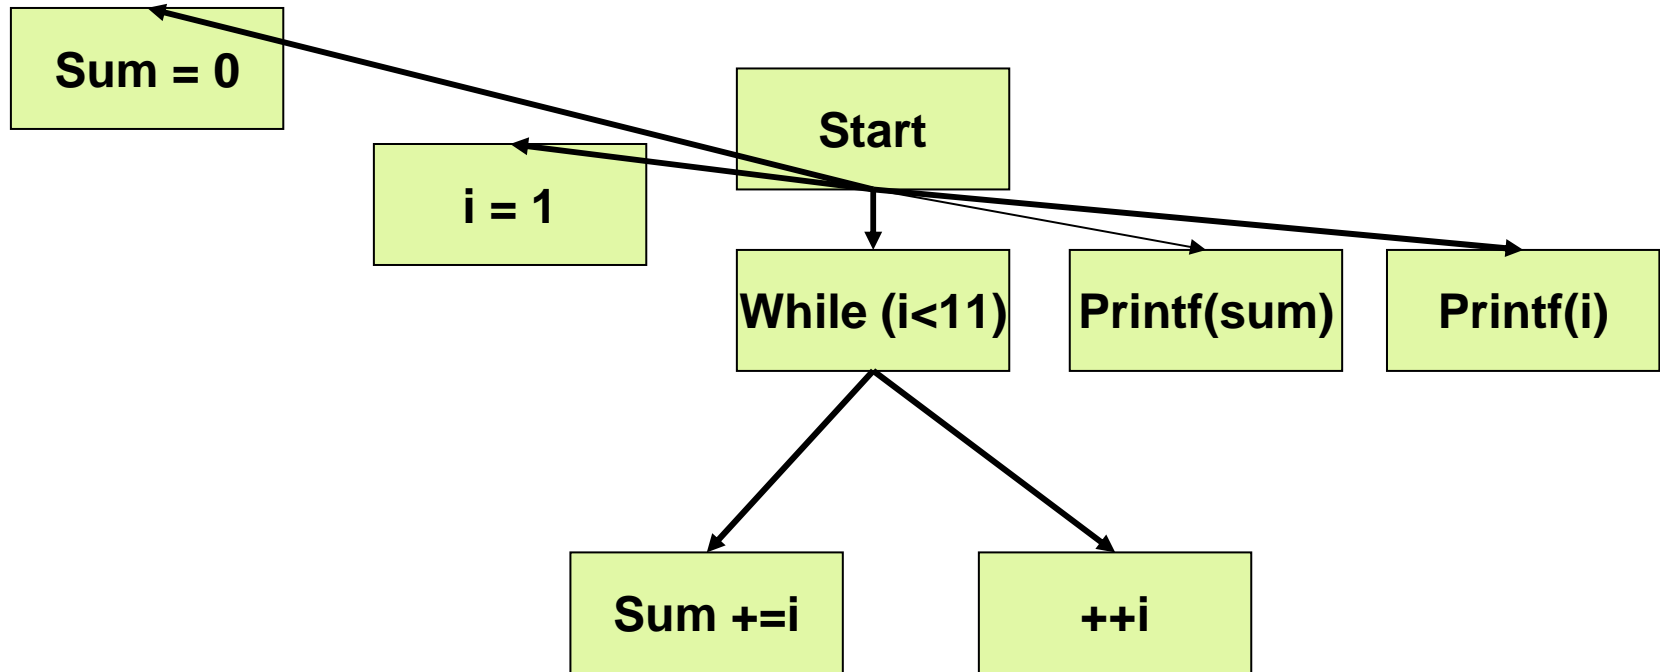 Sum = 0
Start
i = 1
While (i<11)
Printf(sum)
Printf(i)
Sum +=i
++i